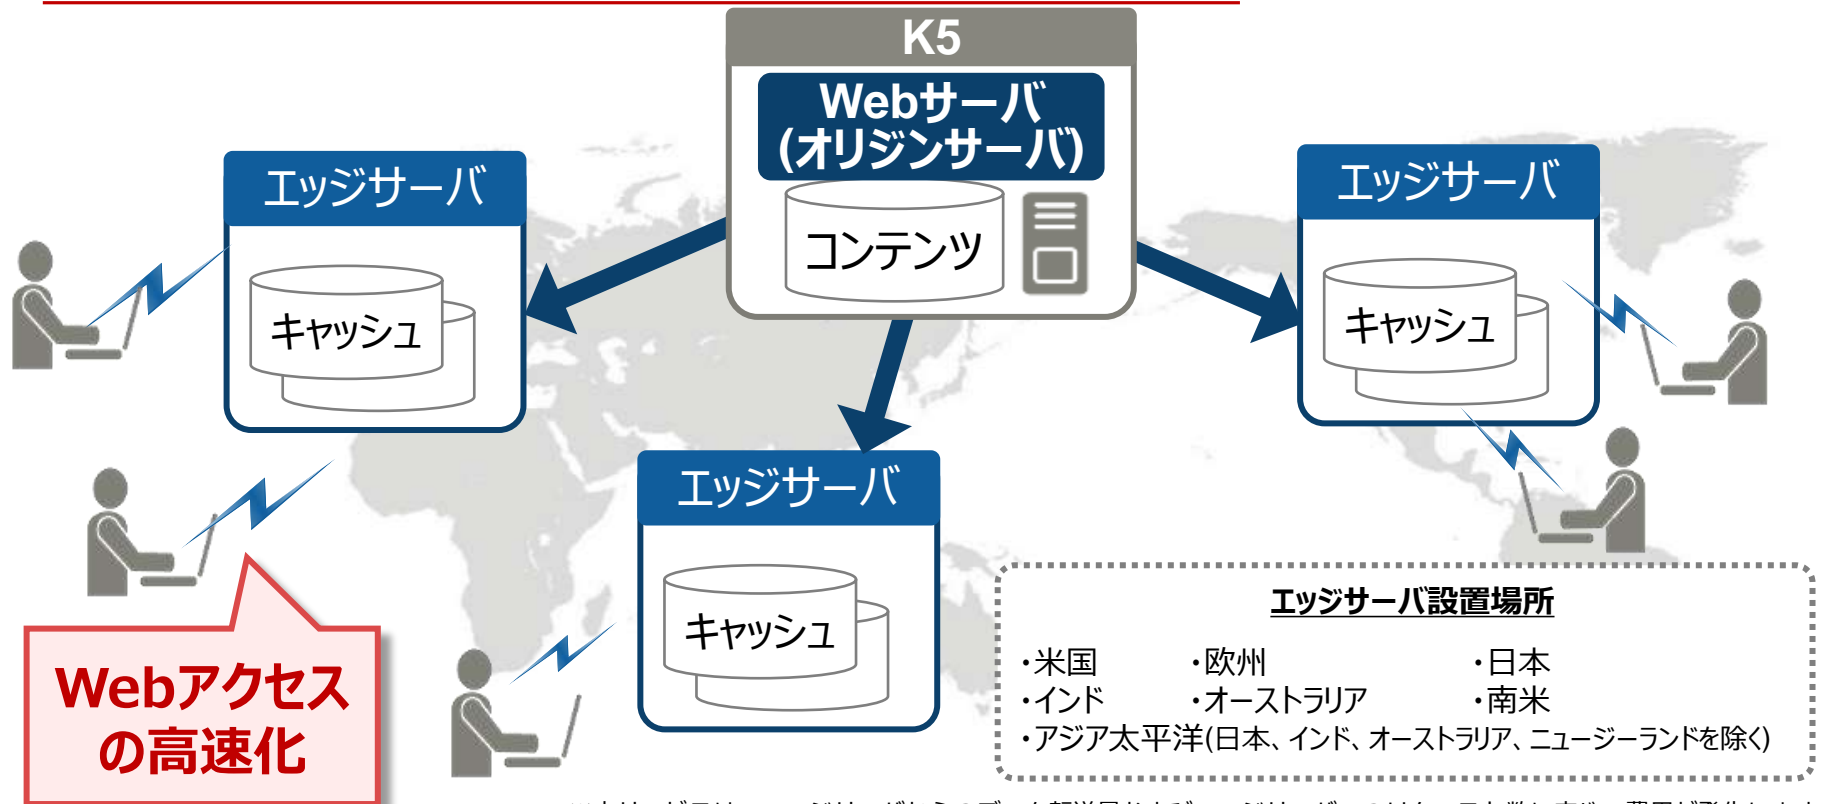 K5
Webサーバ
(オリジンサーバ)
コンテンツ
エッジサーバ
キャッシュ
エッジサーバ
キャッシュ
エッジサーバ
キャッシュ
Webアクセス
の高速化
エッジサーバ設置場所
・米国 ・欧州 ・日本
・インド ・オーストラリア ・南米
・アジア太平洋(日本、インド、オーストラリア、ニュージーランドを除く)